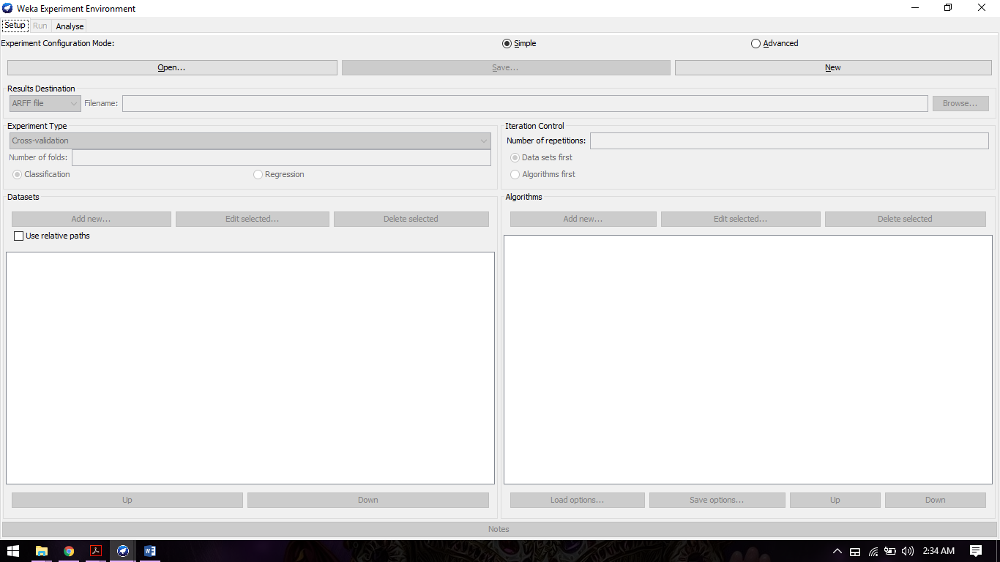 Weka Experiment Environment
Setup Run Analyse
Experiment Configuration Mode: Simple Advanced
Open... Save... New
Results Destination
ARFF file Filename: Browse...
Experiment Type
Cross-validation
Number of folds:
Classification Regression
Iteration Control
Number of repetitions:
Data sets first
Algorithms first
Datasets
Add new... Edit selected... Delete selected
Use relative paths
Up Down
Algorithms
Add new... Edit selected... Delete selected
Load options... Save options... Up Down
Notes
2:34 AM